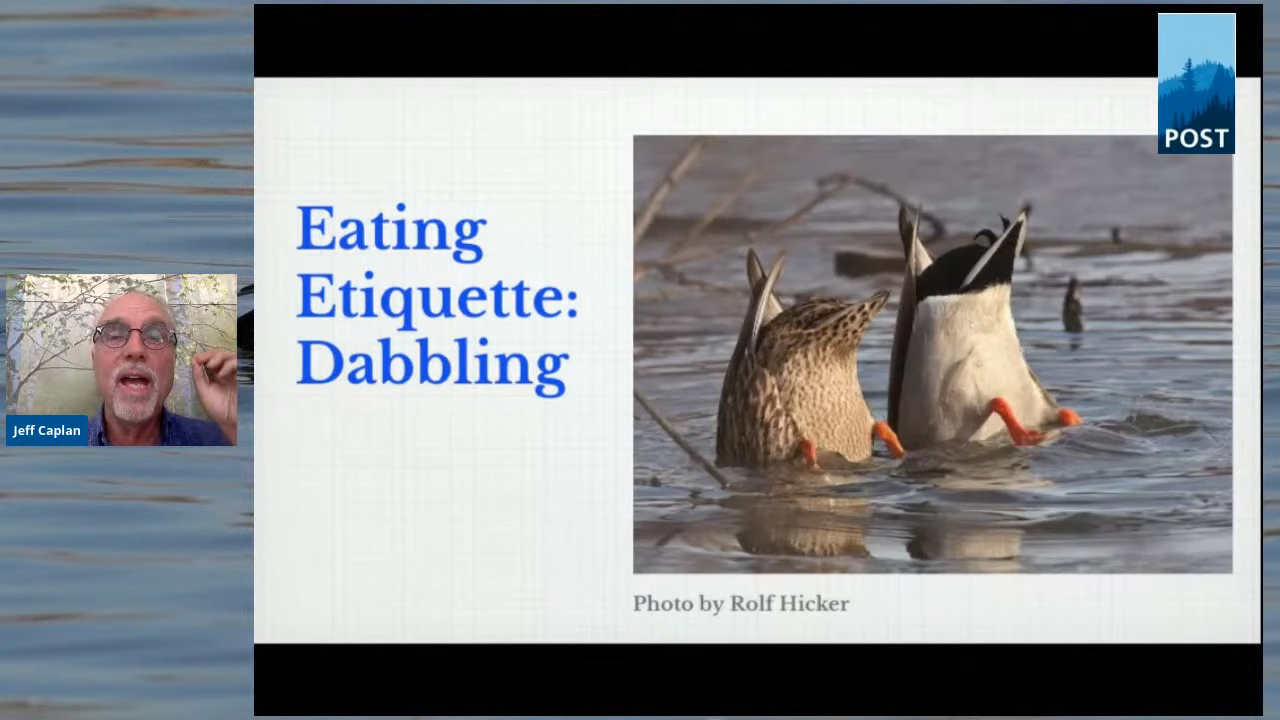 POST
Eating
Etiquette:
Dabbling
Jeff Caplan
Photo by Rolf Hicker